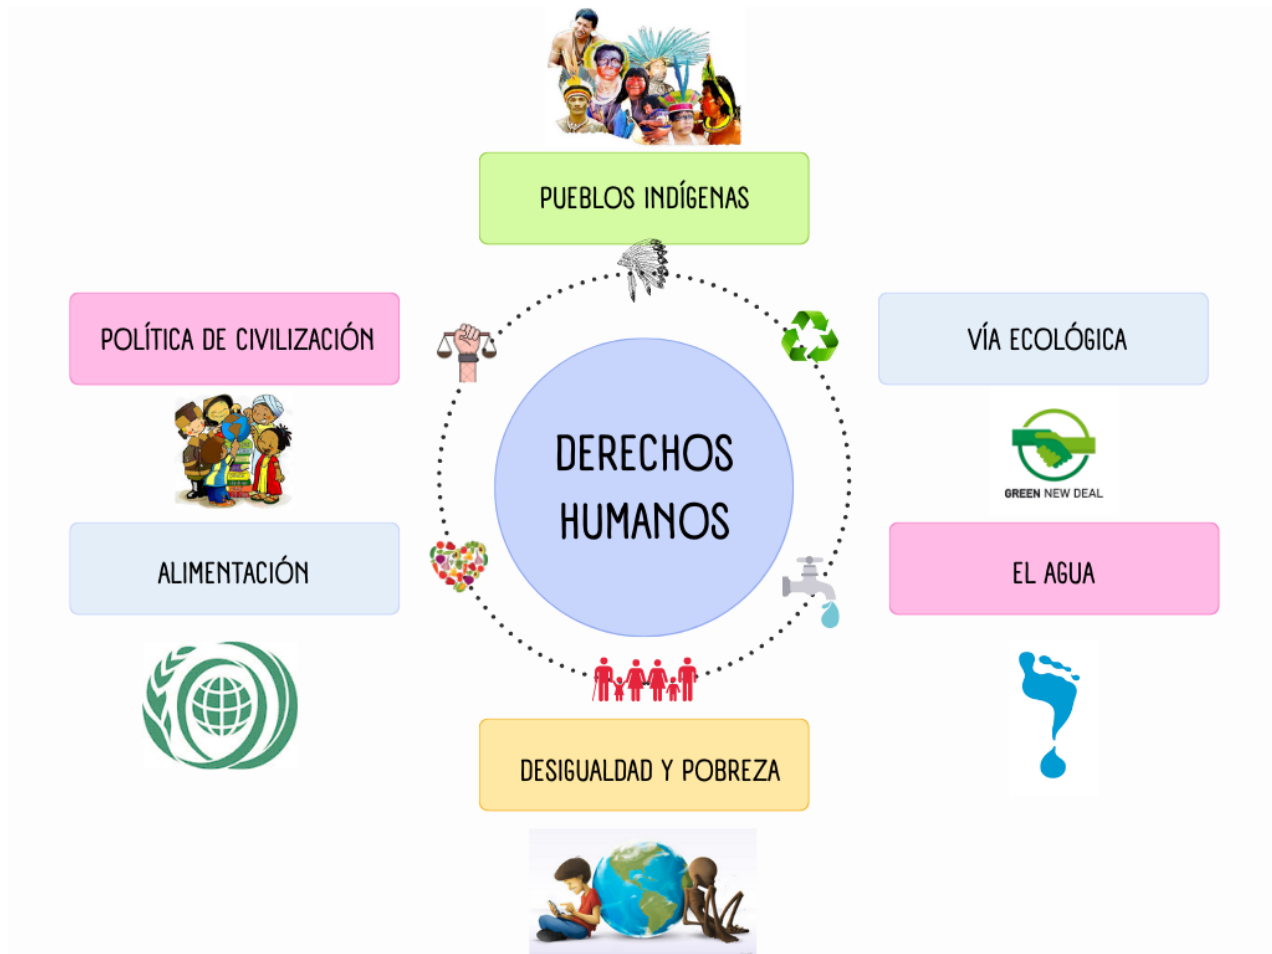 PUEBLOS INDÍGENAS
POLÍTICA DE CIVILIZACIÓN
VÍA ECOLÓGICA
DERECHOS
HUMANOS
GREEN NEW DEAL
ALIMENTACIÓN
EL AGUA
DESIGUALDAD Y POBREZA